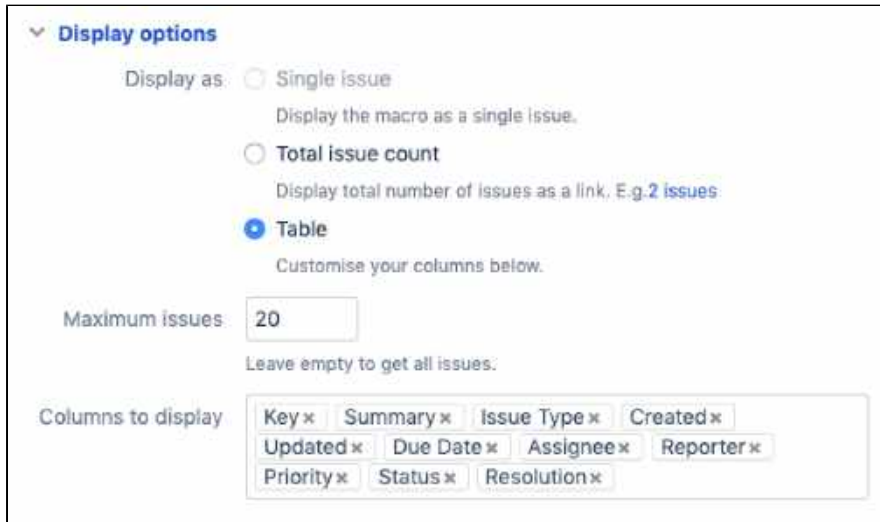 Display options
Display as Single issue
Display the macro as a single issue.
Total issue count
Display total number of issues as a link. E.g.2 issues
Table
Customise your columns below.
Maximum issues 20
Leave empty to get all issues.
Columns to display Key× Summary× Issue Type× Created×
Updated× Due Date× Assignee× Reporter×
Priority× Status× Resolution×